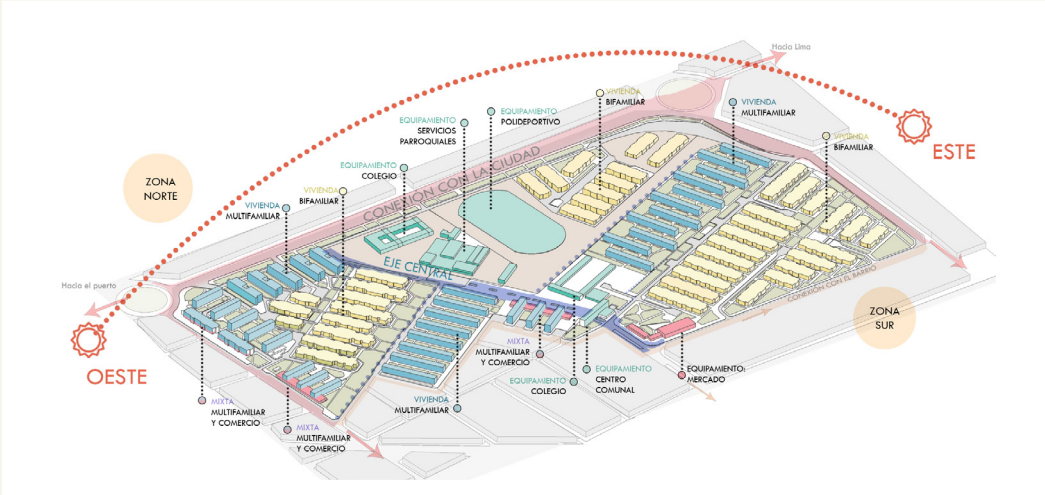 Hacia Lima
VIVIENDA
BIFAMILIAR
VIVIENDA
MULTIFAMILIAR
EQUIPAMIENTO
POLIDEPORTIVO
EQUIPAMIENTO
SERVICIOS
PARROQUIALES
VIVIENDA
BIFAMILIAR
ESTE
EQUIPAMIENTO
COLEGIO
CONEXIÓN CON LA CIUDAD
ZONA
NORTE
VIVIENDA
BIFAMILIAR
VIVIENDA
MULTIFAMILIAR
EJE CENTRAL
Hacia el puerto
CONEXIÓN CON EL BARRIO
ZONA
SUR
OESTE
MIXTA
MULTIFAMILIAR
Y COMERCIO
EQUIPAMIENTO
COLEGIO
EQUIPAMIENTO
CENTRO
COMUNAL
EQUIPAMIENTO:
MERCADO
MIXTA
MULTIFAMILIAR
Y COMERCIO
VIVIENDA
MULTIFAMILIAR
MIXTA
MULTIFAMILIAR
Y COMERCIO